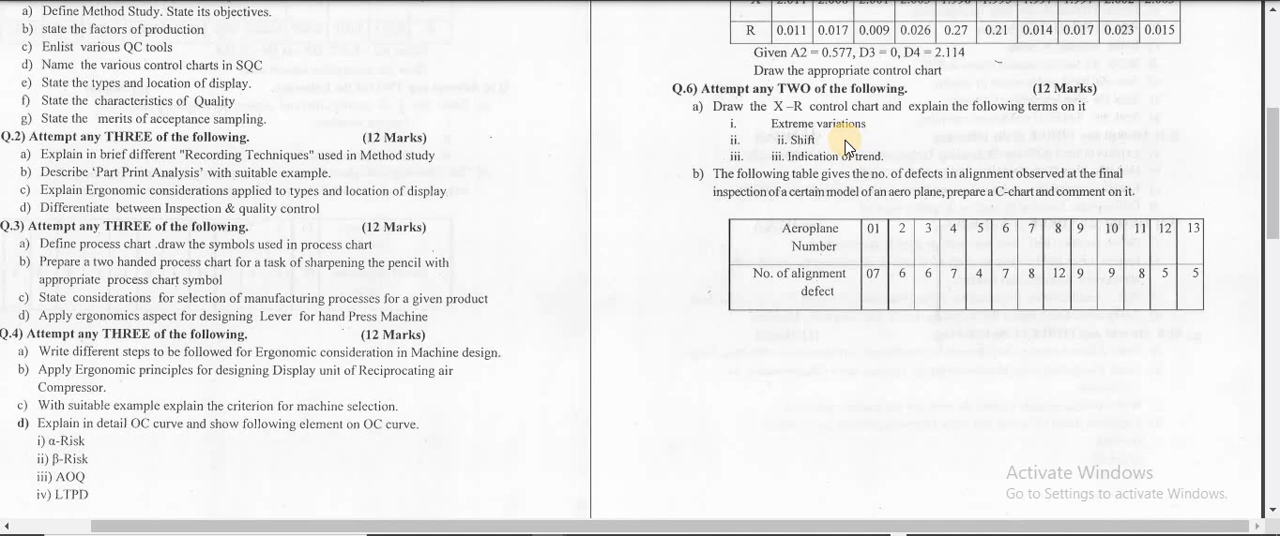 a) Define Method Study. State its objectives.
b) state the factors of production
c) Enlist various QC tools
d) Name the various control charts in SQC
e) State the types and location of display.
f) State the characteristics of Quality
g) State the merits of acceptance sampling.
Q.2) Attempt any THREE of the following. (12 Marks)
a) Explain in brief different "Recording Techniques" used in Method study
b) Describe ‘Part Print Analysis’ with suitable example.
c) Explain Ergonomic considerations applied to types and location of display
d) Differentiate between Inspection & quality control
Q.3) Attempt any THREE of the following. (12 Marks)
a) Define process chart .draw the symbols used in process chart
b) Prepare a two handed process chart for a task of sharpening the pencil with
appropriate process chart symbol
c) State considerations for selection of manufacturing processes for a given product
d) Apply ergonomics aspect for designing Lever for hand Press Machine
Q.4) Attempt any THREE of the following. (12 Marks)
a) Write different steps to be followed for Ergonomic consideration in Machine design.
b) Apply Ergonomic principles for designing Display unit of Reciprocating air
Compressor.
c) With suitable example explain the criterion for machine selection.
d) Explain in detail OC curve and show following element on OC curve.
i) α-Risk
ii) β-Risk
iii) AOQ
iv) LTPD
R 0.011 0.017 0.009 0.026 0.27 0.21 0.014 0.017 0.023 0.015
Given A2 = 0.577, D3 = 0, D4 = 2.114
Draw the appropriate control chart
Q.6) Attempt any TWO of the following. (12 Marks)
a) Draw the X –R control chart and explain the following terms on it
i. Extreme variations
ii. ii. Shift
iii. iii. Indication of trend.
b) The following table gives the no. of defects in alignment observed at the final
inspection of a certain model of an aero plane, prepare a C-chart and comment on it.
Aeroplane 01 2 3 4 5 6 7 8 9 10 11 12 13
Number
No. of alignment 07 6 6 7 4 7 8 12 9 9 8 5 5
defect
Activate Windows
Go to Settings to activate Windows.